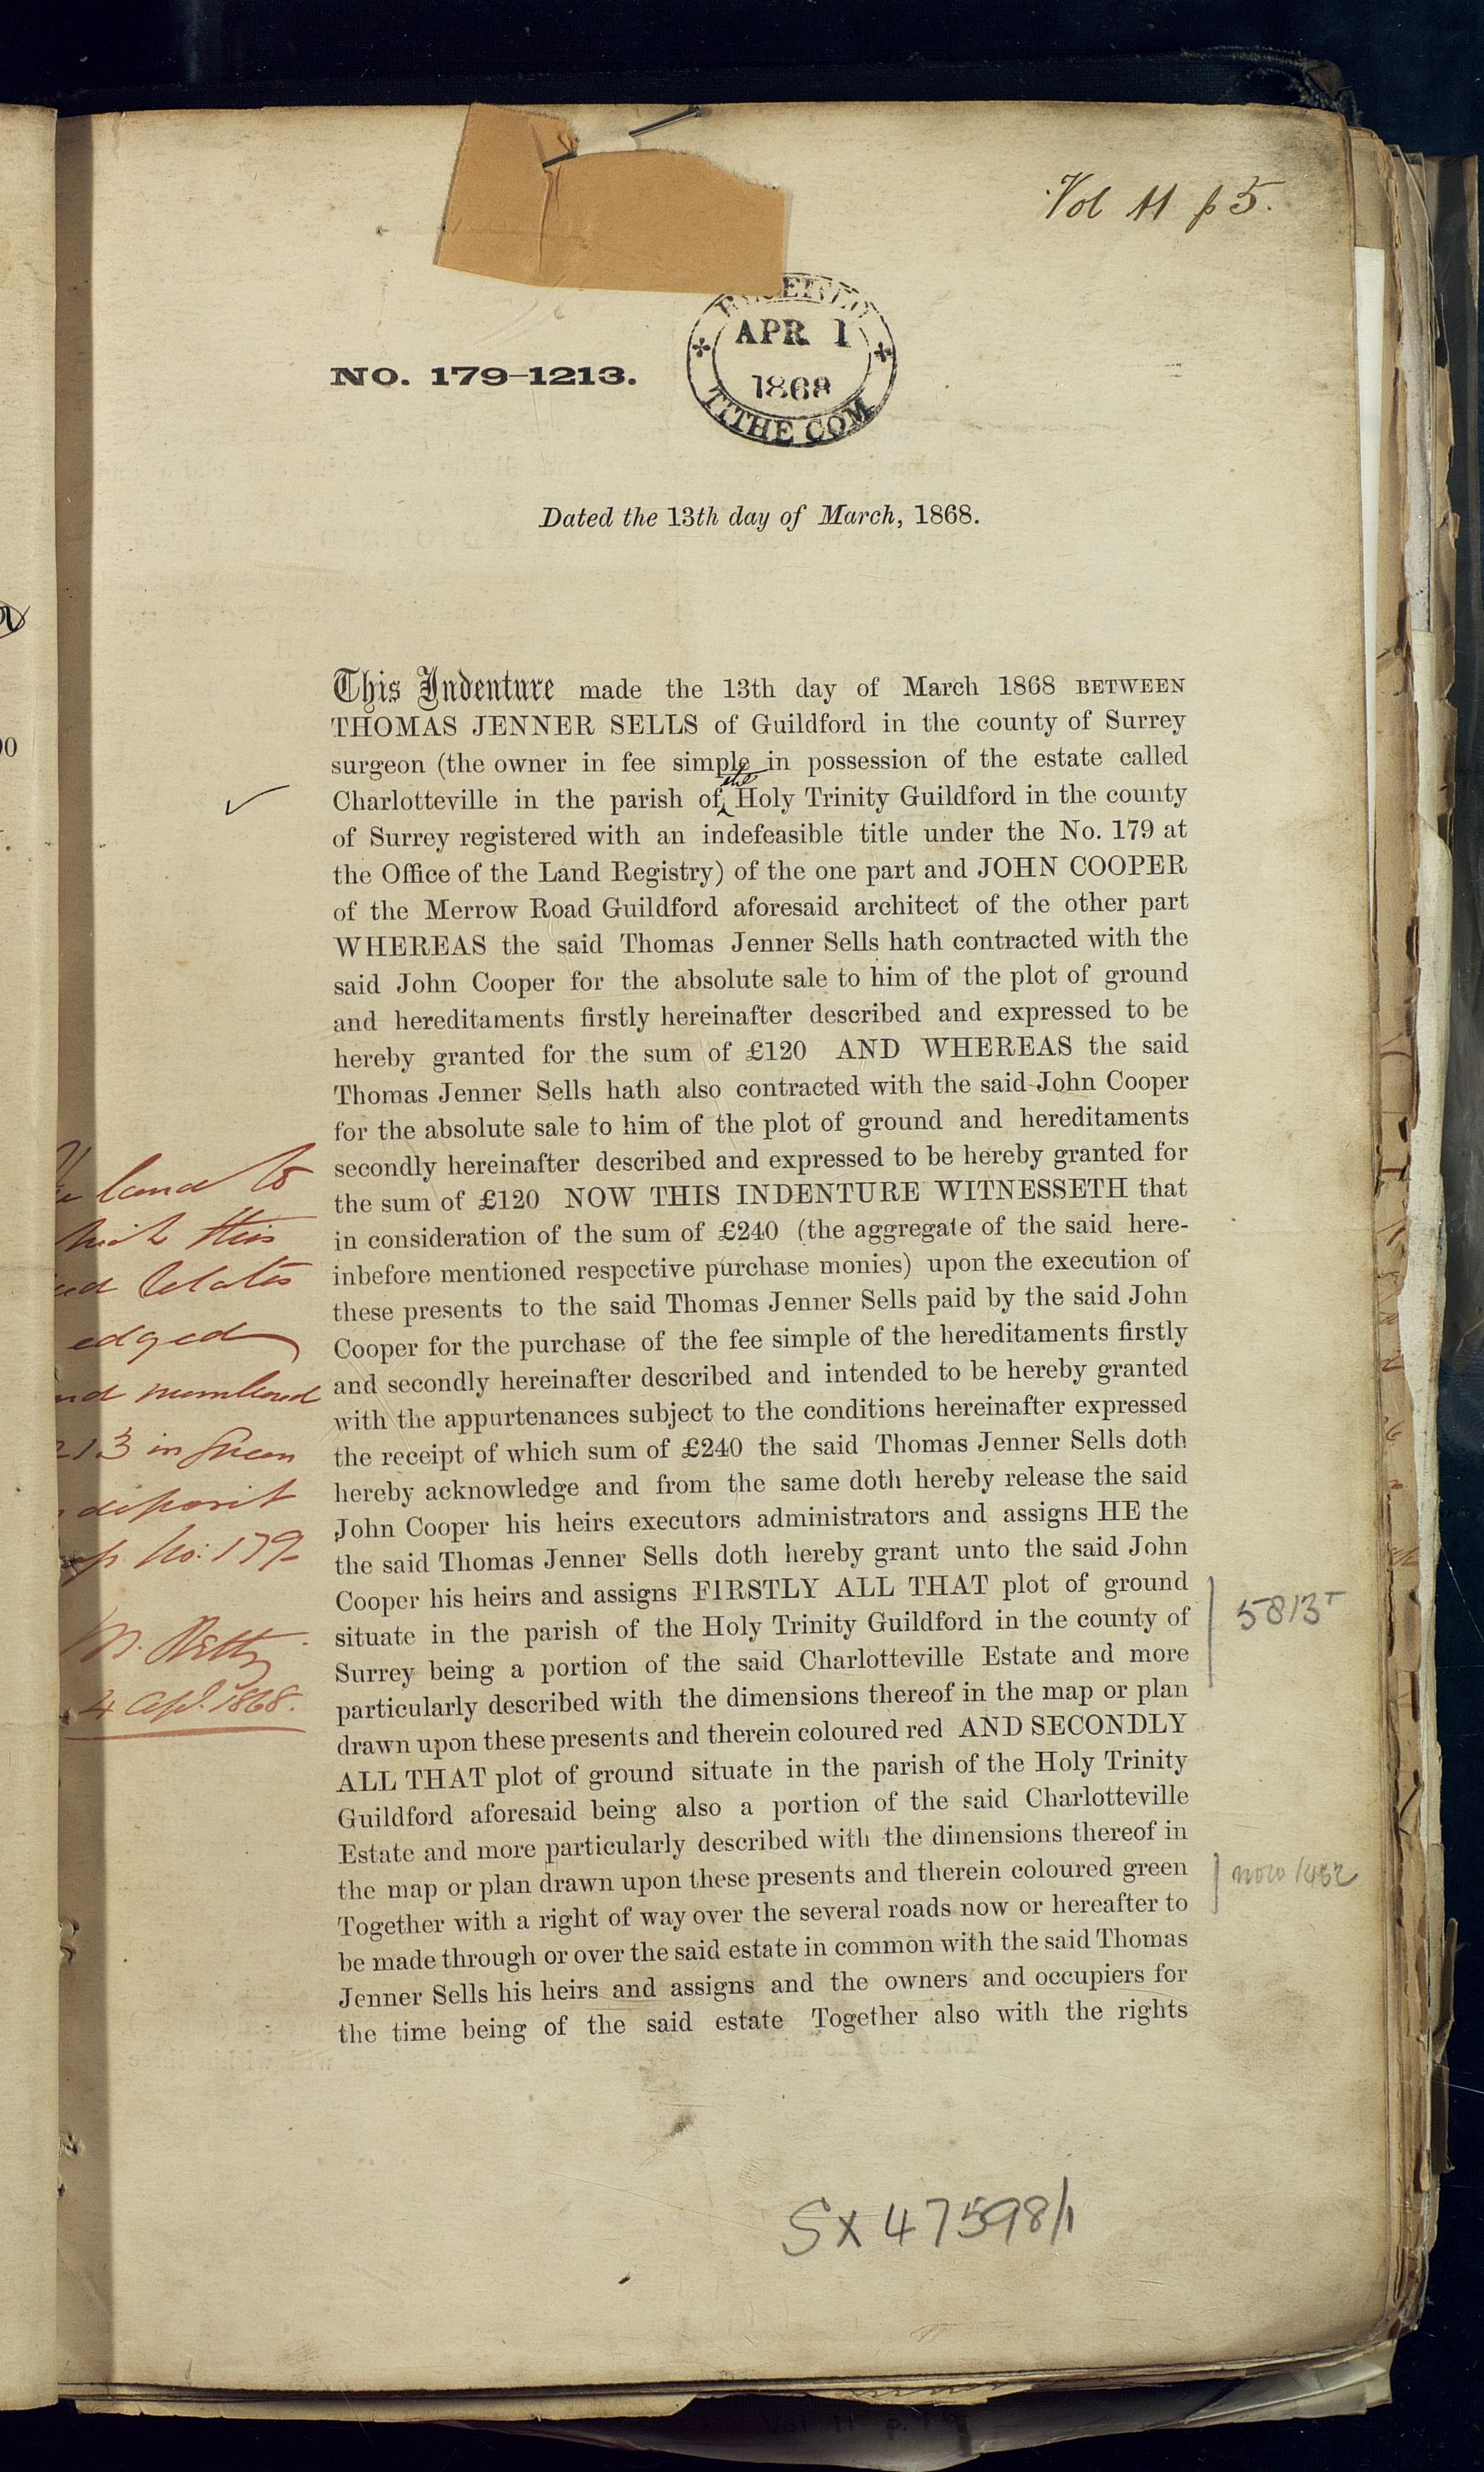 Vol 11 p 5.
RECEIVED
APR 1
1868
TITHE COM
NO. 179-1213.
Dated the 13th day of March, 1868.
This Indenture made the 13th day of March 1868 BETWEEN
THOMAS JENNER SELLS of Guildford in the county of Surrey
surgeon (the owner in fee simple in possession of the estate called
the
Charlotteville in the parish of Holy Trinity Guildford in the county
of Surrey registered with an indefeasible title under the No. 179 at
the Office of the Land Registry) of the one part and JOHN COOPER
of the Merrow Road Guildford aforesaid architect of the other part
WHEREAS the said Thomas Jenner Sells hath contracted with the
said John Cooper for the absolute sale to him of the plot of ground
and hereditaments firstly hereinafter described and expressed to be
hereby granted for the sum of £120 AND WHEREAS the said
Thomas Jenner Sells hath also contracted with the said John Cooper
for the absolute sale to him of the plot of ground and hereditaments
secondly hereinafter described and expressed to be hereby granted for
the sum of £120 NOW THIS INDENTURE WITNESSETH that
in consideration of the sum of £240 (the aggregate of the said here-
inbefore mentioned respective purchase monies) upon the execution of
these presents to the said Thomas Jenner Sells paid by the said John
Cooper for the purchase of the fee simple of the hereditaments firstly
and secondly hereinafter described and intended to be hereby granted
with the appurtenances subject to the conditions hereinafter expressed
the receipt of which sum of £240 the said Thomas Jenner Sells doth
hereby acknowledge and from the same doth hereby release the said
John Cooper his heirs executors administrators and assigns HE the
the said Thomas Jenner Sells doth hereby grant unto the said John
Cooper his heirs and assigns FIRSTLY ALL THAT plot of ground
situate in the parish of the Holy Trinity Guildford in the county of
Surrey being a portion of the said Charlotteville Estate and more
particularly described with the dimensions thereof in the map or plan
drawn upon these presents and therein coloured red AND SECONDLY
ALL THAT plot of ground situate in the parish of the Holy Trinity
Guildford aforesaid being also a portion of the said Charlotteville
Estate and more particularly described with the dimensions thereof in
the map or plan drawn upon these presents and therein coloured green
Together with a right of way over the several roads now or hereafter to
be made through or over the said estate in common with the said Thomas
Jenner Sells his heirs and assigns and the owners and occupiers for
the time being of the said estate Together also with the rights
land to
this
relates
edged
numbered
213 in green
deposit
No: 179
4 Apl. 1868.
5813
now 1482
SX 47598/1